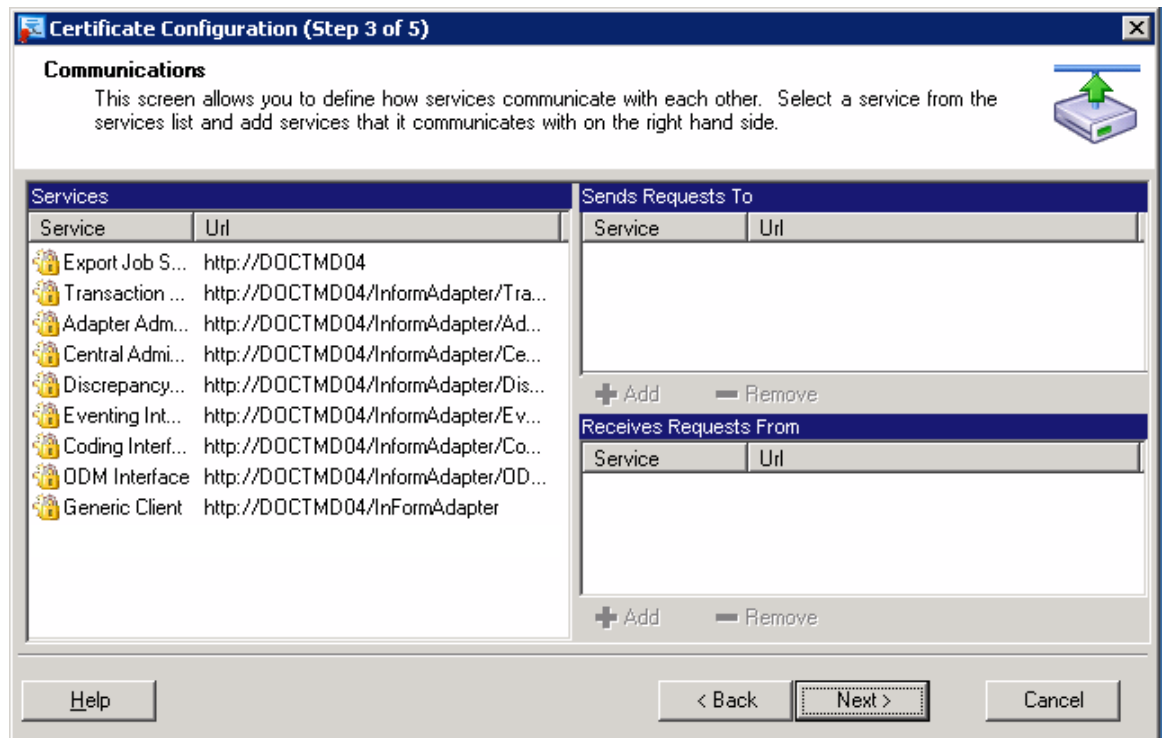 Certificate Configuration (Step 3 of 5)
Communications
This screen allows you to define how services communicate with each other. Select a service from the
services list and add services that it communicates with on the right hand side.
Services
Service Url
Export Job S... http://DOCTMD04
Transaction ... http://DOCTMD04/InformAdapter/Tra...
Adapter Adm... http://DOCTMD04/InformAdapter/Ad...
Central Admi... http://DOCTMD04/InformAdapter/Ce...
Discrepancy... http://DOCTMD04/InformAdapter/Dis...
Eventing Int... http://DOCTMD04/InformAdapter/Ev...
Coding Interf... http://DOCTMD04/InformAdapter/Co...
ODM Interface http://DOCTMD04/InformAdapter/OD...
Generic Client http://DOCTMD04/InFormAdapter
Sends Requests To
Service Url
Add Remove
Receives Requests From
Service Url
Add Remove
Help < Back Next > Cancel